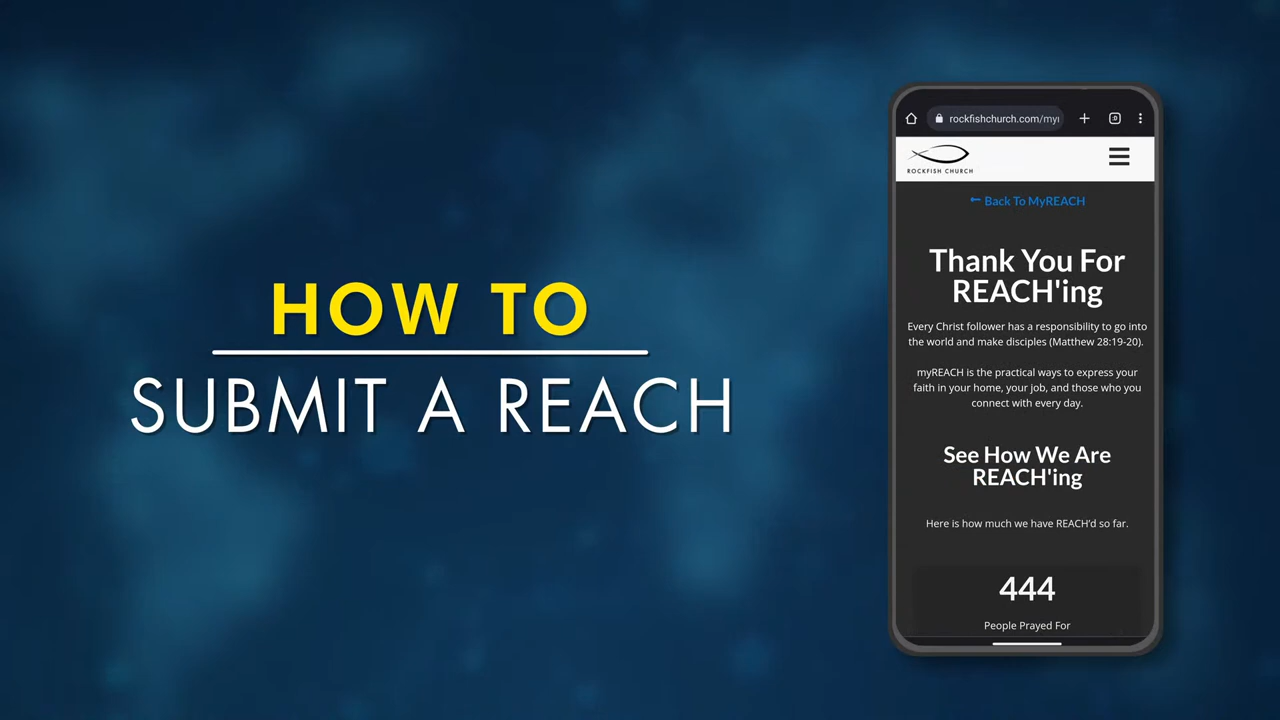 HOW TO
SUBMIT A REACH
rockfishchurch.com/my
ROCKFISH CHURCH
Back To MyREACH
Thank You For
REACH'ing
Every Christ follower has a responsibility to go into
the world and make disciples (Matthew 28:19-20).
myREACH is the practical ways to express your
faith in your home, your job, and those who you
connect with every day.
See How We Are
REACH'ing
Here is how much we have REACH'd so far.
444
People Prayed For